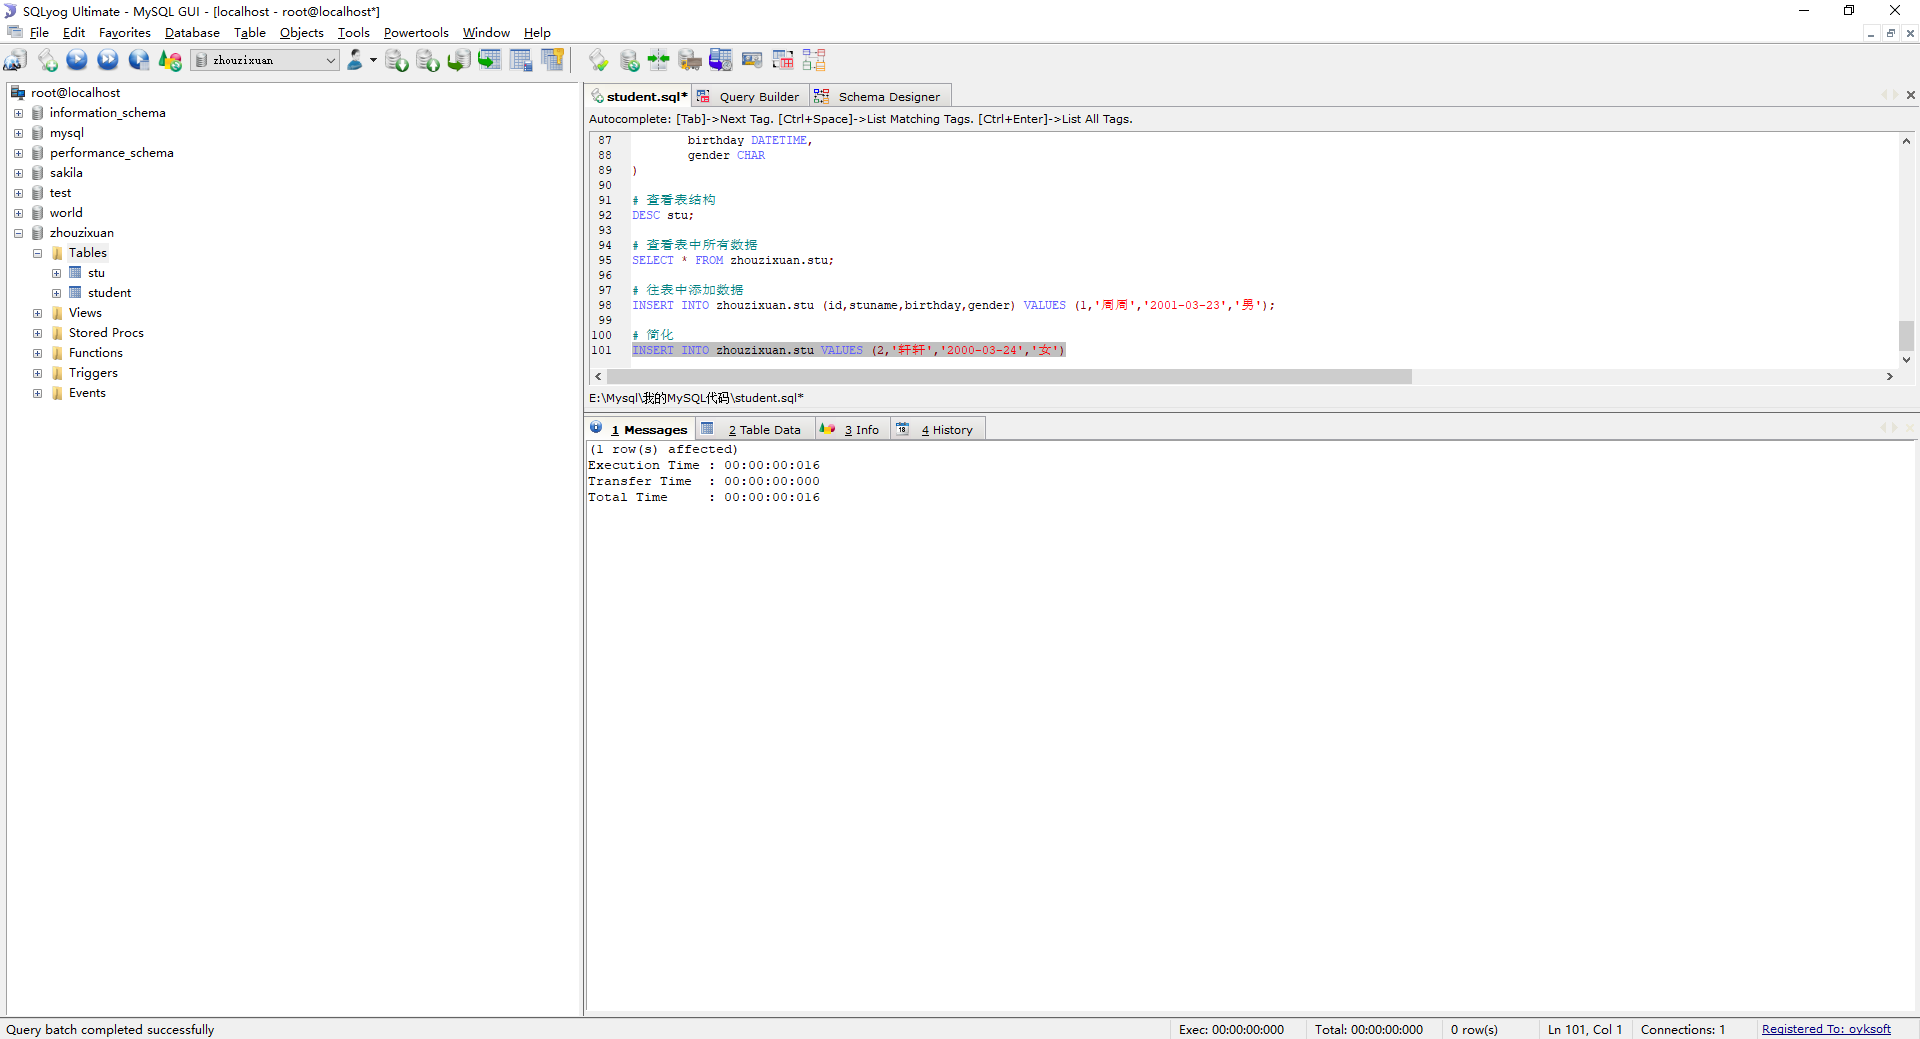 SQLyog Ultimate - MySQL GUI - [localhost - root@localhost*]
File Edit Favorites Database Table Objects Tools Powertools Window Help
zhouzixuan
root@localhost
information_schema
mysql
performance_schema
sakila
test
world
zhouzixuan
Tables
stu
student
Views
Stored Procs
Functions
Triggers
Events
student.sql* Query Builder Schema Designer
Autocomplete: [Tab]->Next Tag. [Ctrl+Space]->List Matching Tags. [Ctrl+Enter]->List All Tags.
87 birthday DATETIME,
88 gender CHAR
89 )
90
91 # 查看表结构
92 DESC stu;
93
94 # 查看表中所有数据
95 SELECT * FROM zhouzixuan.stu;
96
97 # 往表中添加数据
98 INSERT INTO zhouzixuan.stu (id,stuname,birthday,gender) VALUES (1,'周周','2001-03-23','男');
99
100 # 简化
101 INSERT INTO zhouzixuan.stu VALUES (2,'轩轩','2000-03-24','女')
E:\Mysql\我的MySQL代码\student.sql*
1 Messages 2 Table Data 3 Info 4 History
(1 row(s) affected)
Execution Time : 00:00:00:016
Transfer Time : 00:00:00:000
Total Time : 00:00:00:016
Query batch completed successfully Exec: 00:00:00:000 Total: 00:00:00:000 0 row(s) Ln 101, Col 1 Connections: 1 Registered To: ovksoft